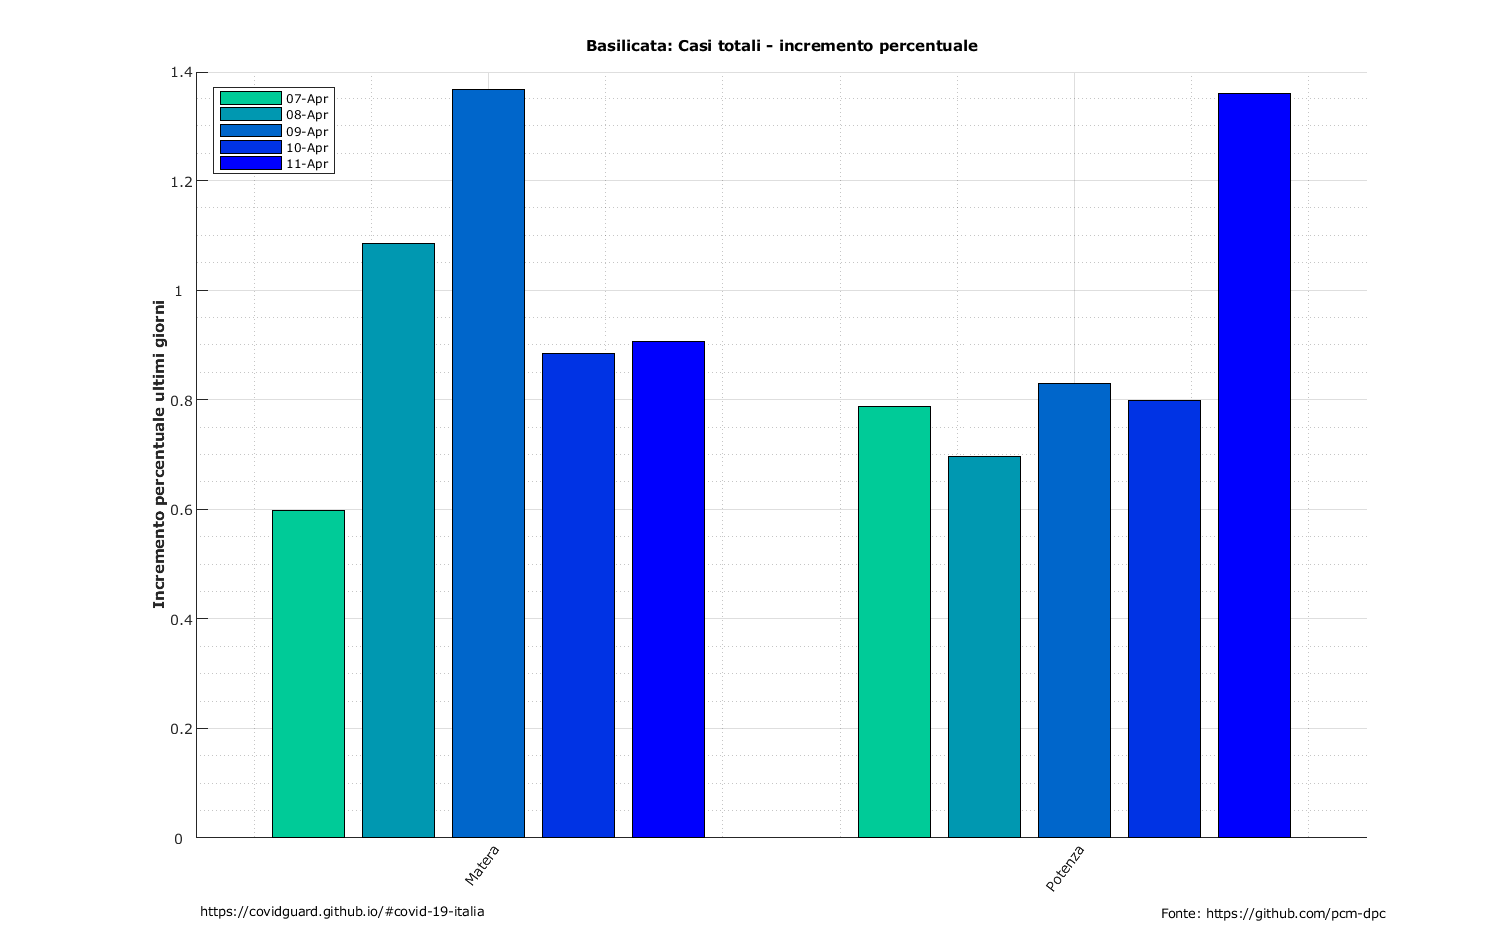 Basilicata: Casi totali - incremento percentuale
1.4
1.2
1
0.8
0.6
0.4
0.2
0
Incremento percentuale ultimi giorni
07-Apr
08-Apr
09-Apr
10-Apr
11-Apr
Matera
Potenza
https://covidguard.github.io/#covid-19-italia
Fonte: https://github.com/pcm-dpc